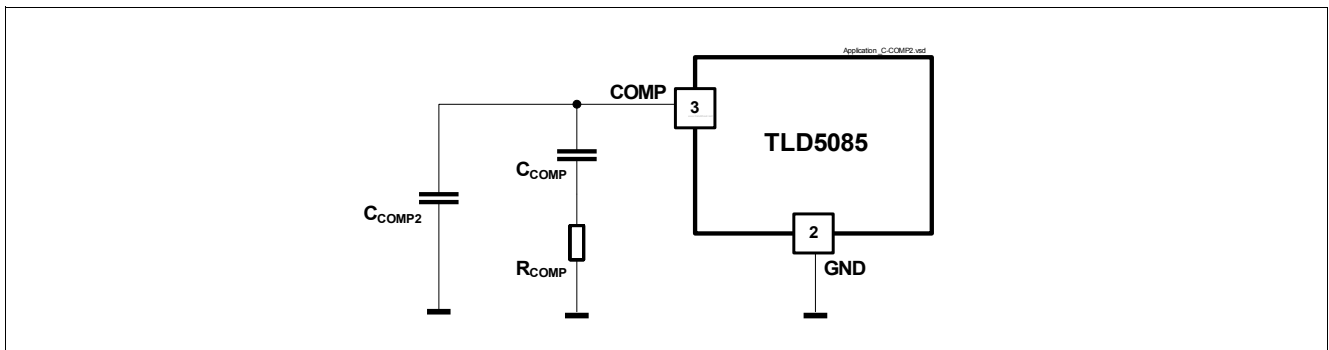 Application_C-COMP2.vsd
COMP
3
TLD5085
CCOMP
CCOMP2
RCOMP
2
GND